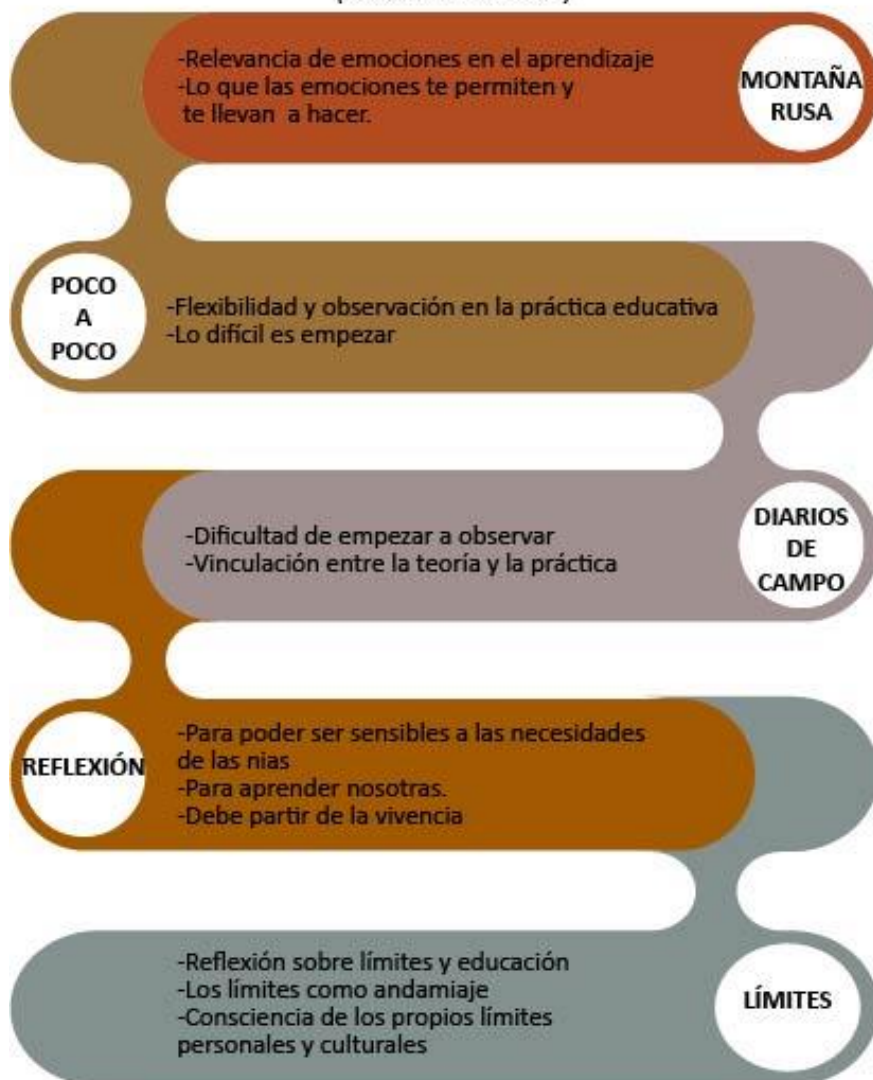 -Relevancia de emociones en el aprendizaje
-Lo que las emociones te permiten y
te llevan a hacer.
MONTAÑA
RUSA
POCO
A
POCO
-Flexibilidad y observación en la práctica educativa
-Lo difícil es empezar
-Dificultad de empezar a observar
-Vinculación entre la teoría y la práctica
DIARIOS
DE
CAMPO
REFLEXIÓN
-Para poder ser sensibles a las necesidades
de las nias
-Para aprender nosotras.
-Debe partir de la vivencia
-Reflexión sobre límites y educación
-Los límites como andamiaje
-Consciencia de los propios límites
personales y culturales
LÍMITES